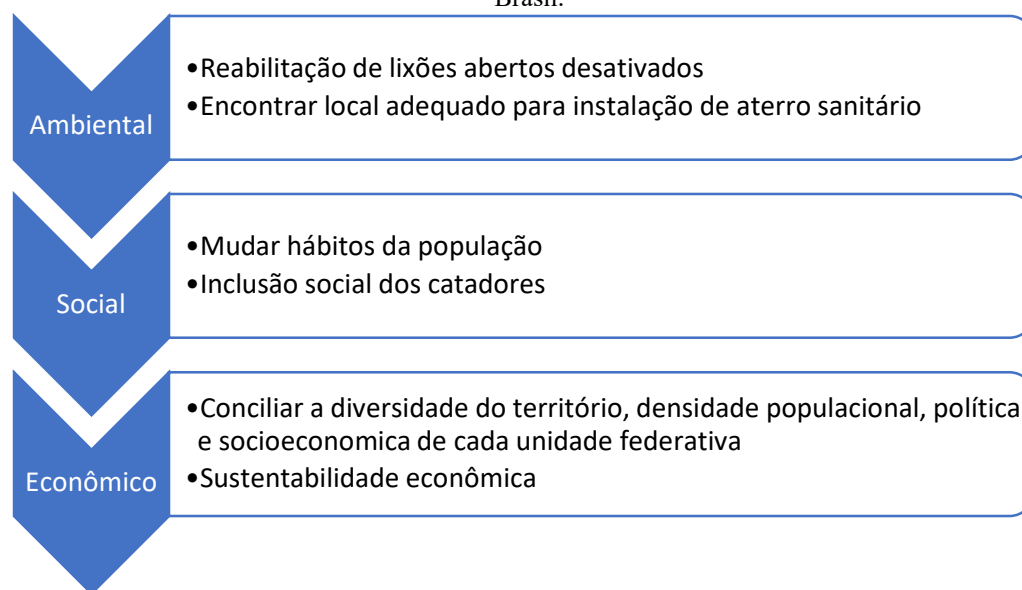 Brasil.
Ambiental
•Reabilitação de lixões abertos desativados
•Encontrar local adequado para instalação de aterro sanitário
Social
•Mudar hábitos da população
•Inclusão social dos catadores
Econômico
•Conciliar a diversidade do território, densidade populacional, política
e socioeconomica de cada unidade federativa
•Sustentabilidade econômica